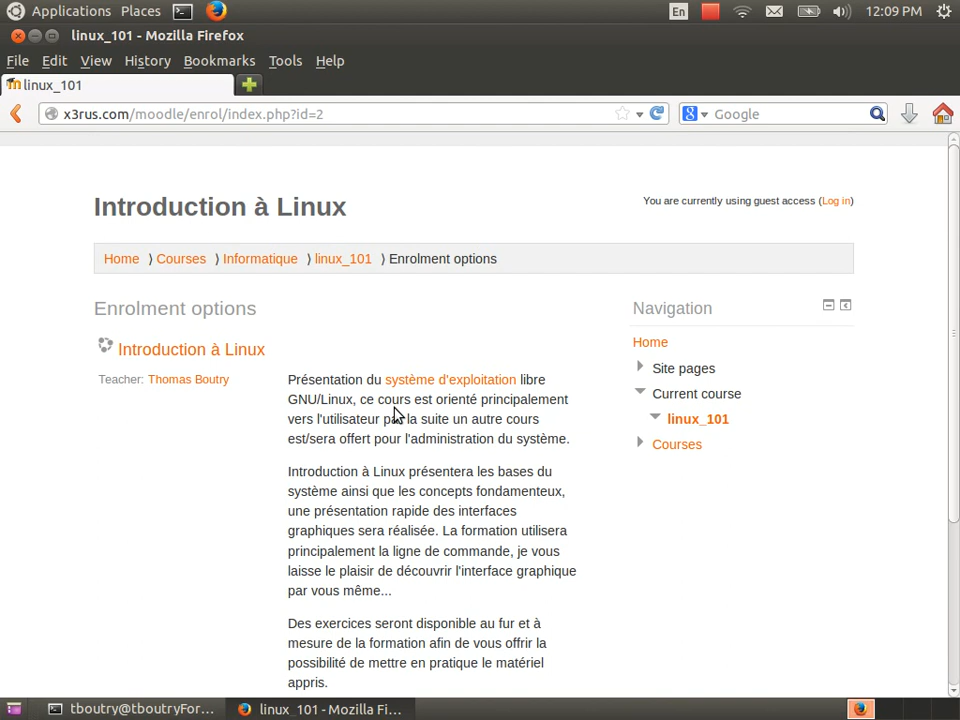 Applications Places En 12:09 PM
linux_101 - Mozilla Firefox
File Edit View History Bookmarks Tools Help
linux_101
x3rus.com/moodle/enrol/index.php?id=2 Google
Introduction à Linux
You are currently using guest access (Log in)
Home ⟩ Courses ⟩ Informatique ⟩ linux_101 ⟩ Enrolment options
Enrolment options
Introduction à Linux
Teacher: Thomas Boutry
Présentation du système d'exploitation libre
GNU/Linux, ce cours est orienté principalement
vers l'utilisateur par la suite un autre cours
est/sera offert pour l'administration du système.
Introduction à Linux présentera les bases du
système ainsi que les concepts fondamenteux,
une présentation rapide des interfaces
graphiques sera réalisée. La formation utilisera
principalement la ligne de commande, je vous
laisse le plaisir de découvrir l'interface graphique
par vous même...
Des exercices seront disponible au fur et à
mesure de la formation afin de vous offrir la
possibilité de mettre en pratique le matériel
appris.
Navigation
Home
Site pages
Current course
linux_101
Courses
tboutry@tboutryFor... linux_101 - Mozilla Fi...